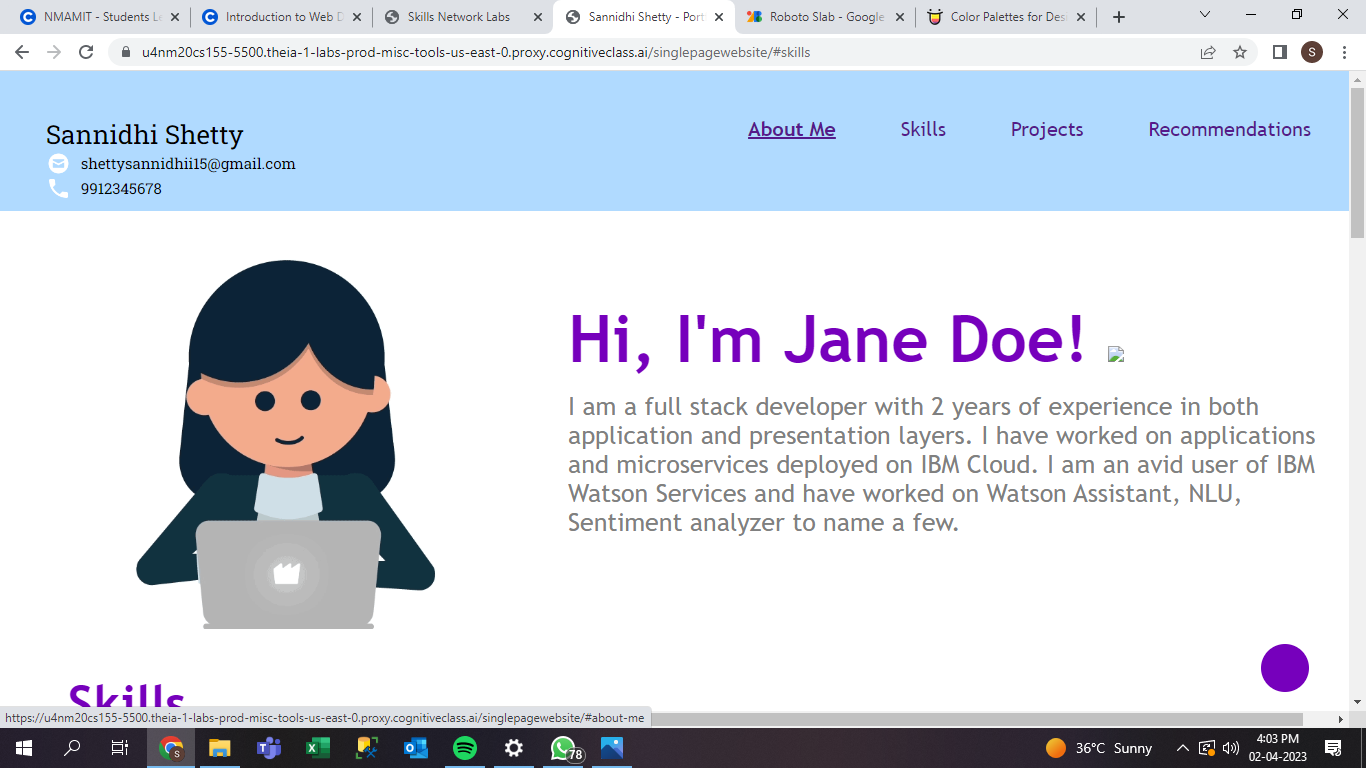 NMAMIT - Students Le
Introduction to Web D
Skills Network Labs
Sannidhi Shetty - Port
Roboto Slab - Google
Color Palettes for Des
u4nm20cs155-5500.theia-1-labs-prod-misc-tools-us-east-0.proxy.cognitiveclass.ai/singlepagewebsite/#skills
S
Sannidhi Shetty
shettysannidhii15@gmail.com
9912345678
About Me
Skills
Projects
Recommendations
Hi, I'm Jane Doe!
I am a full stack developer with 2 years of experience in both
application and presentation layers. I have worked on applications
and microservices deployed on IBM Cloud. I am an avid user of IBM
Watson Services and have worked on Watson Assistant, NLU,
Sentiment analyzer to name a few.
Skills
https://u4nm20cs155-5500.theia-1-labs-prod-misc-tools-us-east-0.proxy.cognitiveclass.ai/singlepagewebsite/#about-me
78
36°C Sunny
4:03 PM
02-04-2023